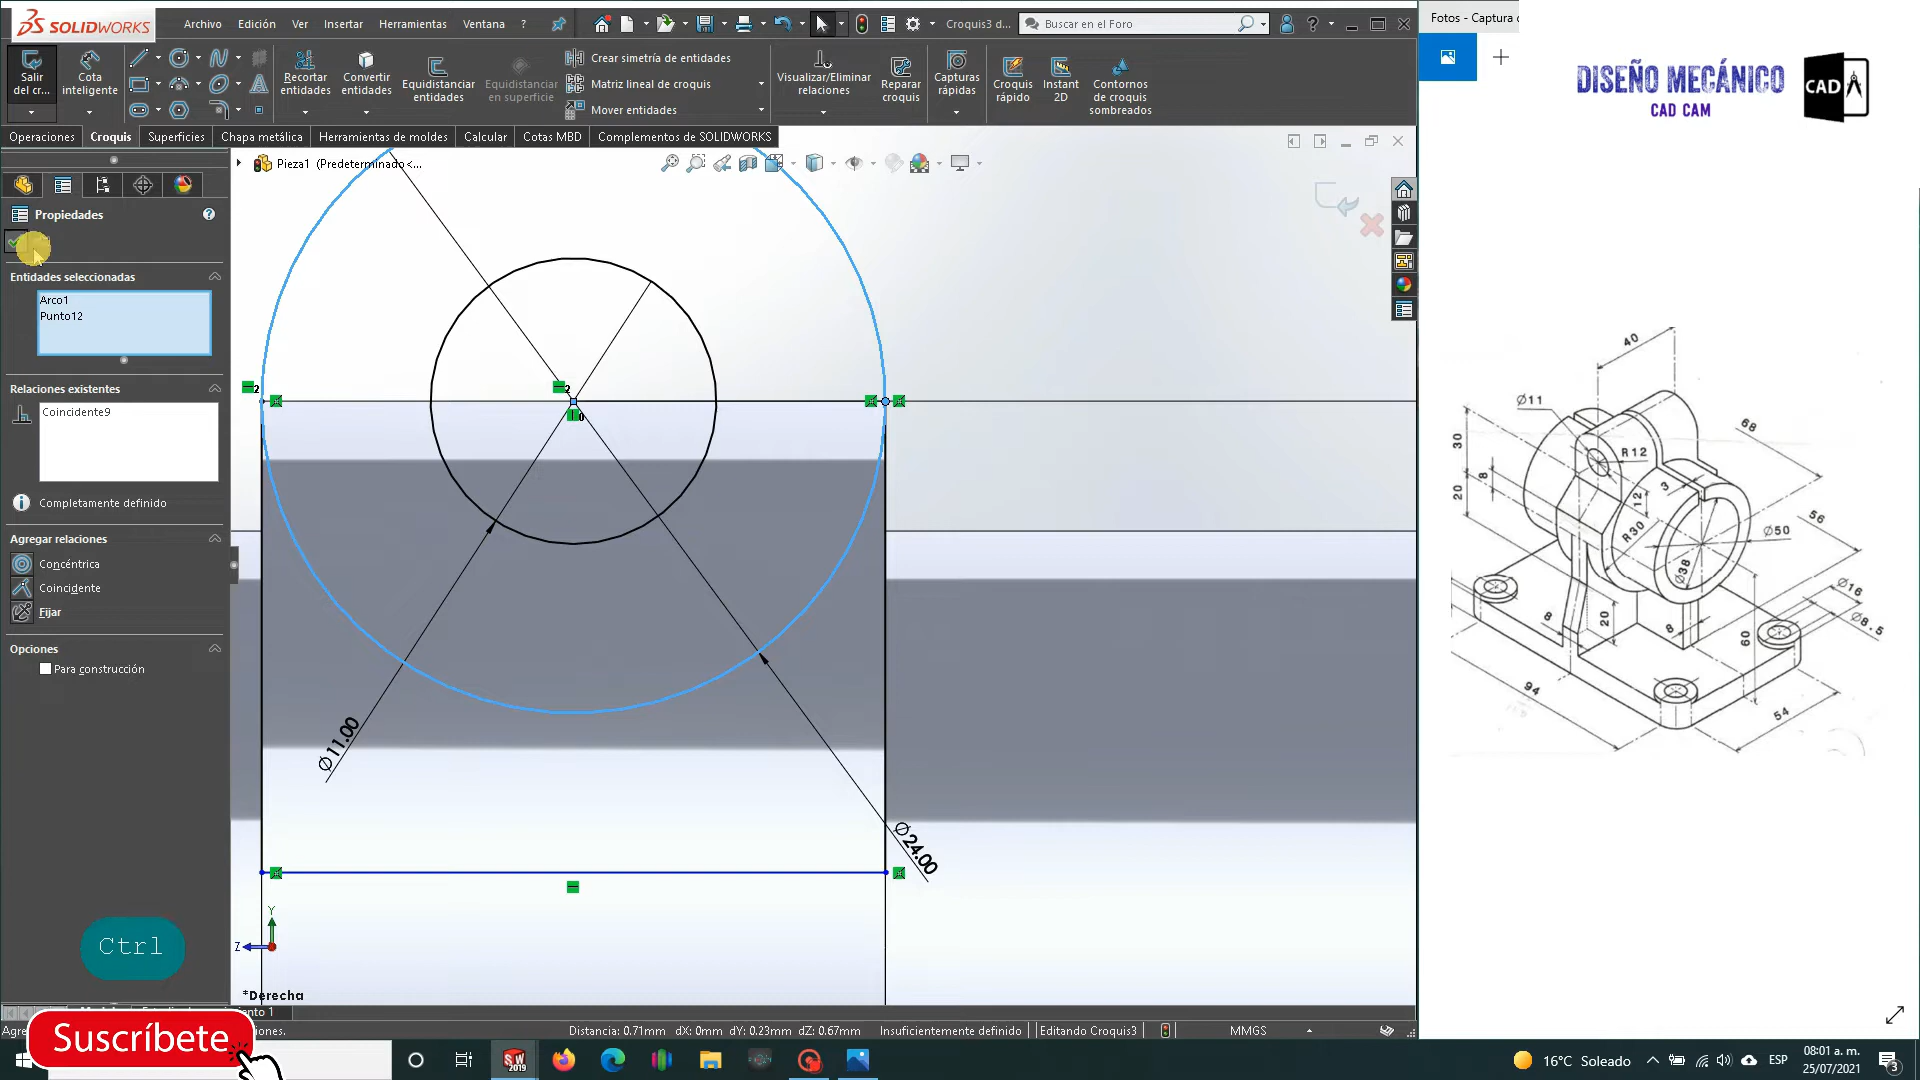 SOLIDWORKS
Archivo Edición Ver Insertar Herramientas Ventana ?
Croquis3 d...
Buscar en el Foro
Fotos - Captura
Salir del cr...
Cota inteligente
Recortar entidades
Convertir entidades
Equidistanciar entidades
Equidistanciar en superficie
Crear simetría de entidades
Matriz lineal de croquis
Mover entidades
Visualizar/Eliminar relaciones
Reparar croquis
Capturas rápidas
Croquis rápido
Instant 2D
Contornos de croquis sombreados
DISEÑO MECÁNICO
CAD CAM
CAD
Operaciones Croquis Superficies Chapa metálica Herramientas de moldes Calcular Cotas MBD Complementos de SOLIDWORKS
Pieza1 (Predeterminado<...
Propiedades
Entidades seleccionadas
Arco1
Punto12
Relaciones existentes
Coincidente9
Completamente definido
Agregar relaciones
Concéntrica
Coincidente
Fijar
Opciones
Para construcción
Ø11.00
Ø24.00
40
Ø11
68
30
R12
8
3
20
12
R30
56
Ø50
Ø38
Ø16
Ø8.5
8
20
8
60
94
54
Y
Z
Ctrl
*Derecha
ento 1
Agre
Suscríbete
ones.
Distancia: 0.71mm dX: 0mm dY: 0.23mm dZ: 0.67mm Insuficientemente definido Editando Croquis3 MMGS
SW 2019
16°C Soleado
ESP
08:01 a. m.
25/07/2021
3